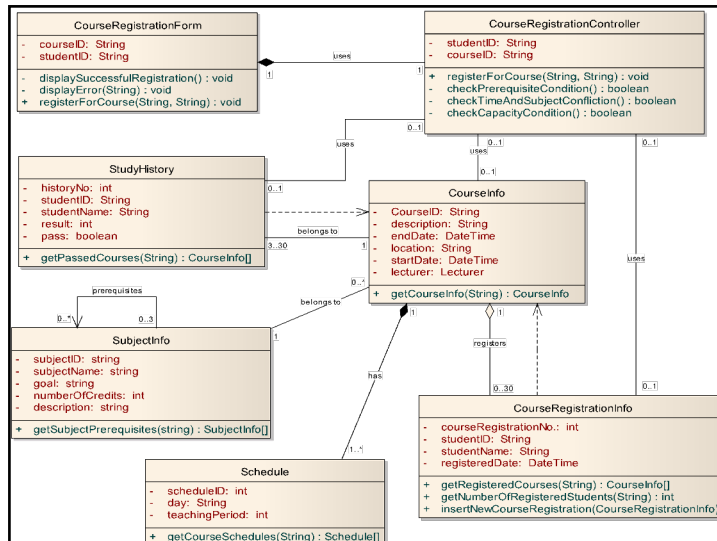 CourseRegistrationForm
- courseID: String
- studentID: String
- displaySuccessfulRegistration() : void
- displayError(String) : void
+ registerForCourse(String, String) : void
uses
1
1
CourseRegistrationController
- studentID: String
- courseID: String
+ registerForCourse(String, String) : void
- checkPrerequisiteCondition() : boolean
- checkTimeAndSubjectConfliction() : boolean
- checkCapacityCondition() : boolean
0..1
uses
0..1
0..1
uses
0..1
0..1
uses
0..1
StudyHistory
- historyNo: int
- studentID: String
- studentName: String
- result: int
- pass: boolean
+ getPassedCourses(String) : CourseInfo[]
belongs to
3..30
1
CourseInfo
- CourseID: String
- description: String
- endDate: DateTime
- location: String
- startDate: DateTime
- lecturer: Lecturer
+ getCourseInfo(String) : CourseInfo
prerequisites
0..*
0..3
0..*
belongs to
1
1
has
1..*
1
registers
0..30
SubjectInfo
- subjectID: string
- subjectName: string
- goal: string
- numberOfCredits: int
- description: string
+ getSubjectPrerequisites(string) : SubjectInfo[]
CourseRegistrationInfo
- courseRegistrationNo.: int
- studentID: String
- studentName: String
- registeredDate: DateTime
+ getRegisteredCourses(String) : CourseInfo[]
+ getNumberOfRegisteredStudents(String) : int
+ insertNewCourseRegistration(CourseRegistrationInfo)
Schedule
- scheduleID: int
- day: String
- teachingPeriod: int
+ getCourseSchedules(String) : Schedule[]